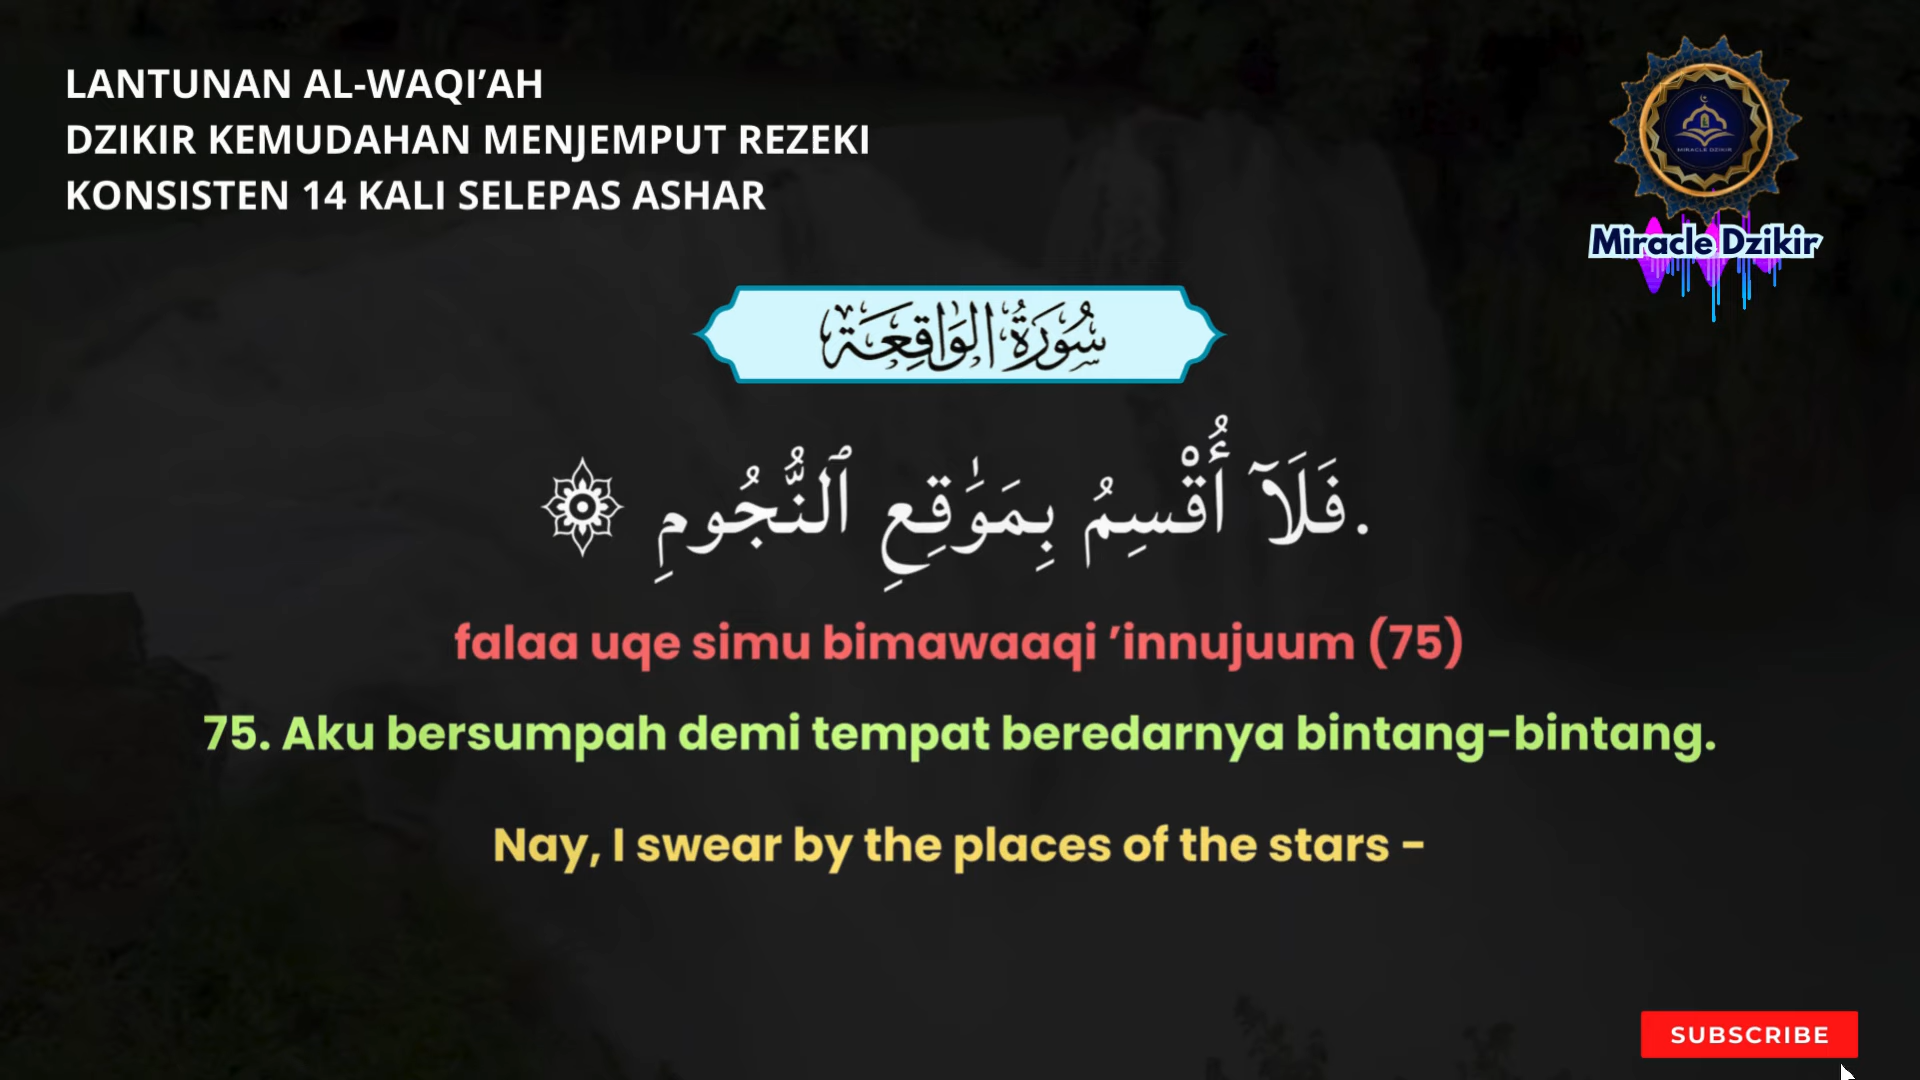 LANTUNAN AL-WAQI’AH
DZIKIR KEMUDAHAN MENJEMPUT REZEKI
KONSISTEN 14 KALI SELEPAS ASHAR
MIRACLE DZIKIR
Miracle Dzikir
سُورَةُ الوَاقِعَة
فَلَآ أُقْسِمُ بِمَوَٰقِعِ ٱلنُّجُومِ.
falaa uqe simu bimawaaqi ’innujuum (75)
75. Aku bersumpah demi tempat beredarnya bintang-bintang.
Nay, I swear by the places of the stars -
SUBSCRIBE